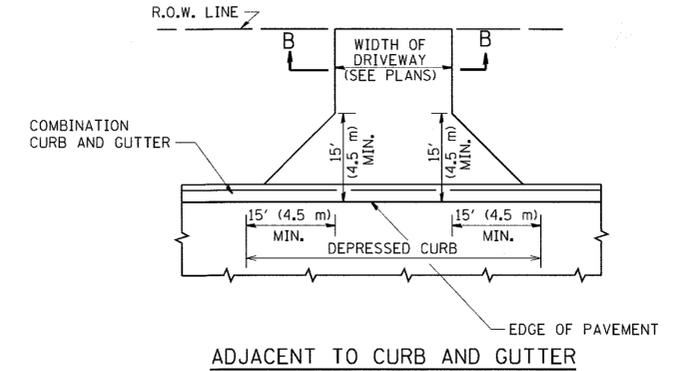 R.O.W. LINE
B
B
WIDTH OF
DRIVEWAY
(SEE PLANS)
COMBINATION
CURB AND GUTTER
15'
(4.5 m)
MIN.
15'
(4.5 m)
MIN.
15' (4.5 m)
MIN.
15' (4.5 m)
MIN.
DEPRESSED CURB
EDGE OF PAVEMENT
ADJACENT TO CURB AND GUTTER